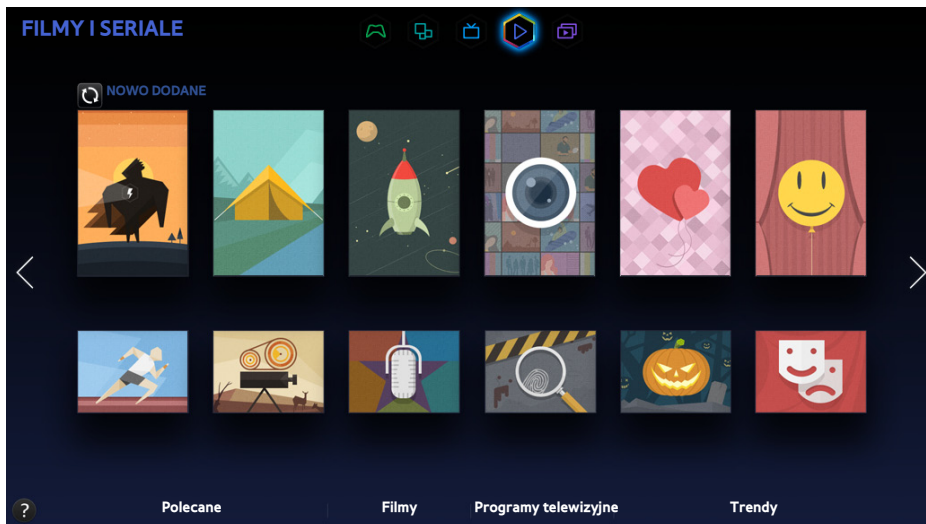 FILMY I SERIALE
NOWO DODANE
? Polecane Filmy Programy telewizyjne Trendy